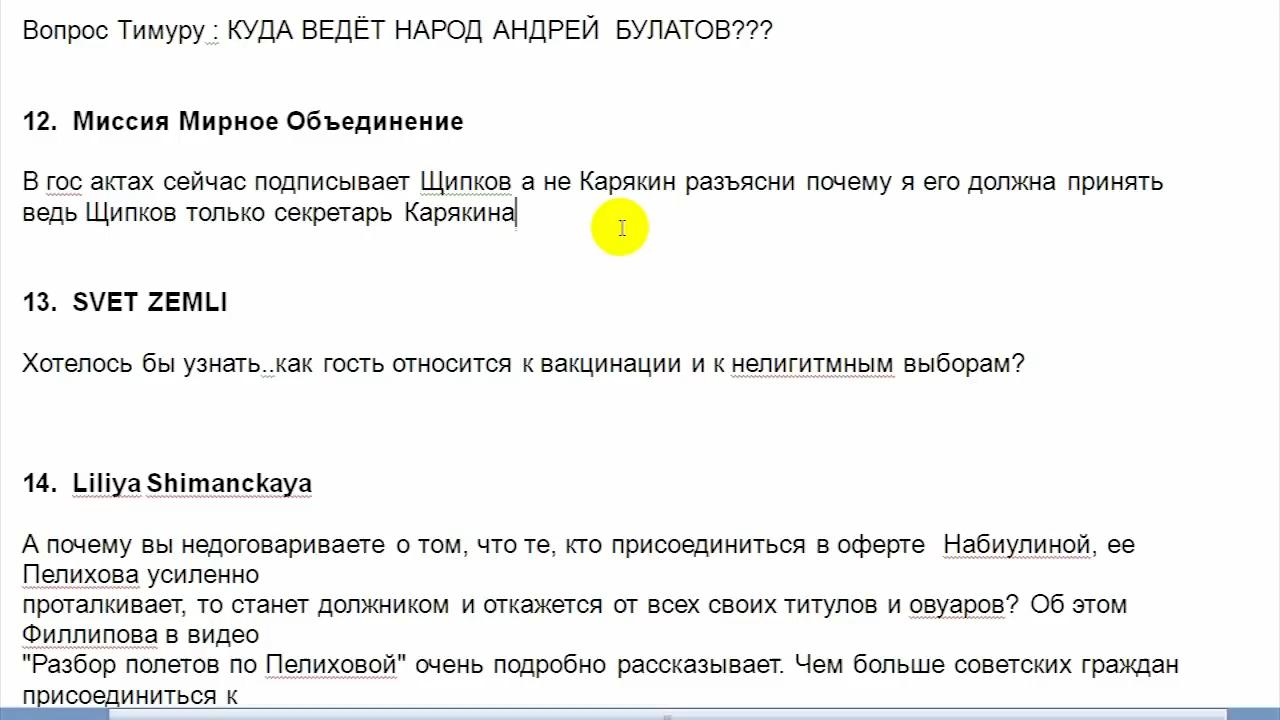 Вопрос Тимуру : КУДА ВЕДЁТ НАРОД АНДРЕЙ БУЛАТОВ???
12. Миссия Мирное Объединение
В гос актах сейчас подписывает Щипков а не Карякин разъясни почему я его должна принять
ведь Щипков только секретарь Карякина
13. SVET ZEMLI
Хотелось бы узнать..как гость относится к вакцинации и к нелигитмным выборам?
14. Liliya Shimanckaya
А почему вы недоговариваете о том, что те, кто присоединиться в оферте Набиулиной, ее
Пелихова усиленно
проталкивает, то станет должником и откажется от всех своих титулов и овуаров? Об этом
Филлипова в видео
"Разбор полетов по Пелиховой" очень подробно рассказывает. Чем больше советских граждан
присоединиться к